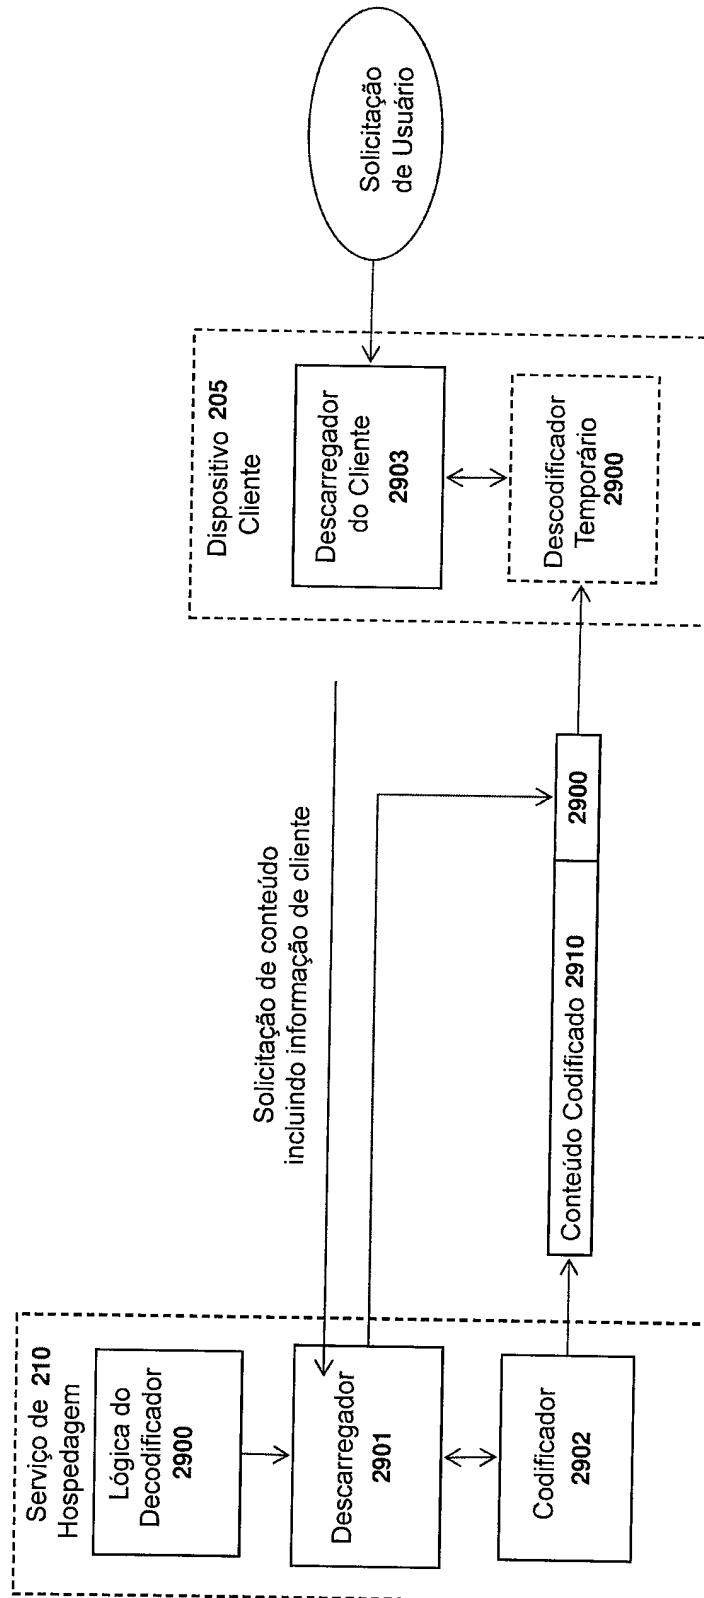 Serviço de 210
Hospedagem
Lógica do
Decodificador
2900
Descarregador
2901
Codificador
2902
Solicitação de conteúdo
incluindo informação de cliente
Conteúdo Codificado 2910
2900
Dispositivo 205
Cliente
Descarregador
do Cliente
2903
Descodificador
Temporário
2900
Solicitação
de Usuário